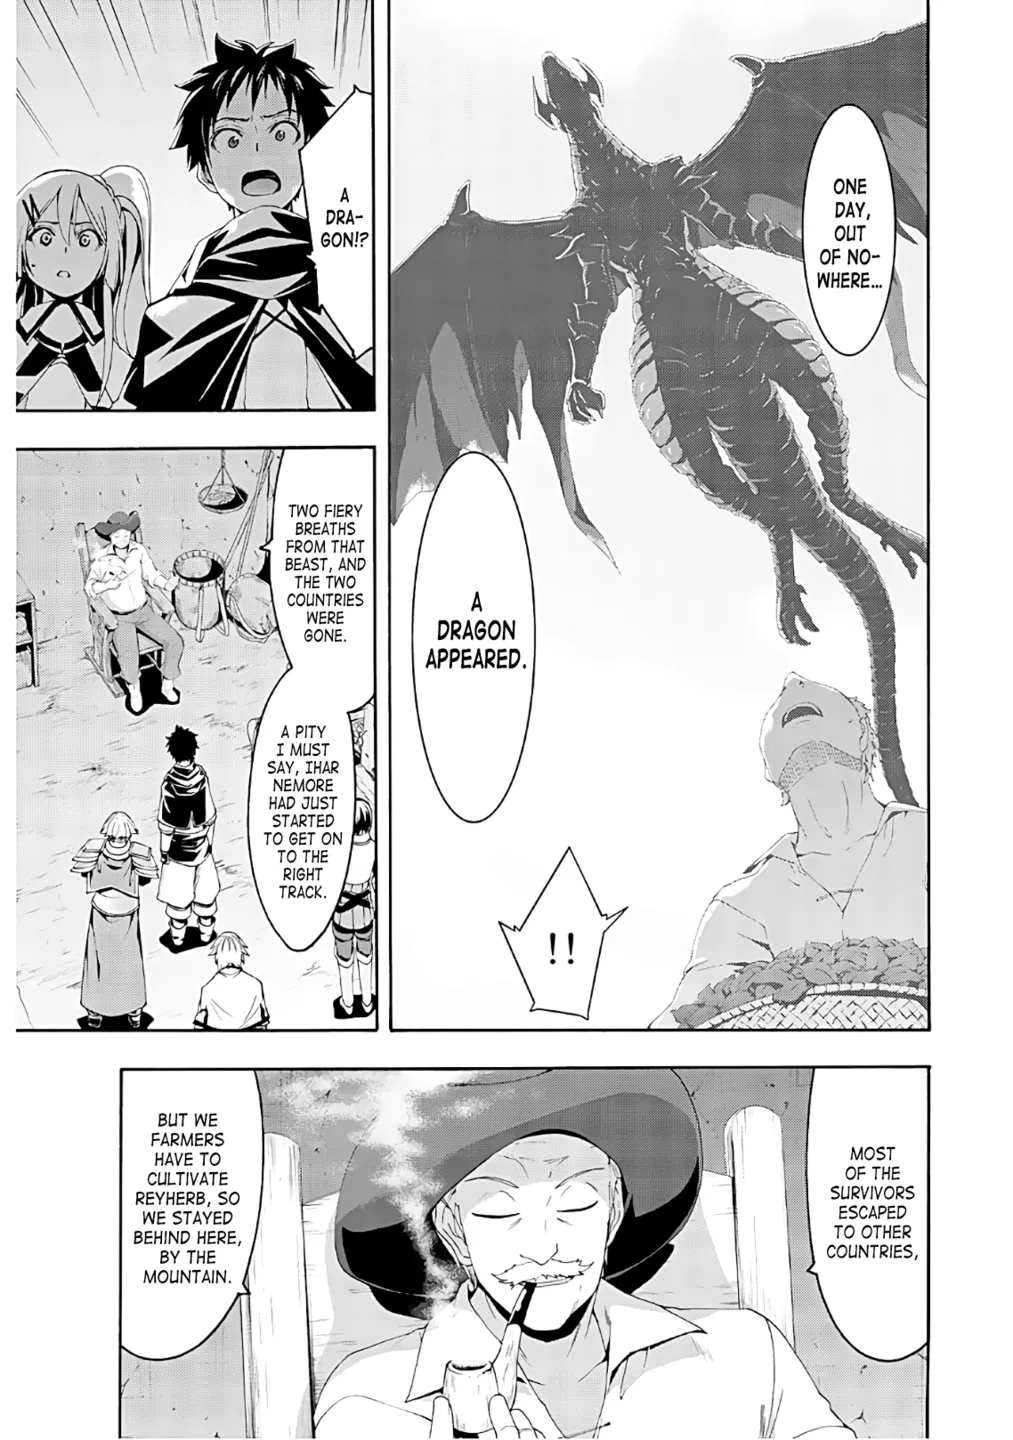 ONE
DAY,
OUT
OF NO-
WHERE...
A
DRAGON
APPEARED.
!!
A
DRA-
GON!?
TWO FIERY
BREATHS
FROM THAT
BEAST, AND
THE TWO
COUNTRIES
WERE
GONE.
A PITY
I MUST
SAY, IHAR
NEMORE
HAD JUST
STARTED
TO GET ON
TO THE
RIGHT
TRACK.
MOST
OF THE
SURVIVORS
ESCAPED
TO OTHER
COUNTRIES,
BUT WE
FARMERS
HAVE TO
CULTIVATE
REYHERB, SO
WE STAYED
BEHIND HERE,
BY THE
MOUNTAIN.